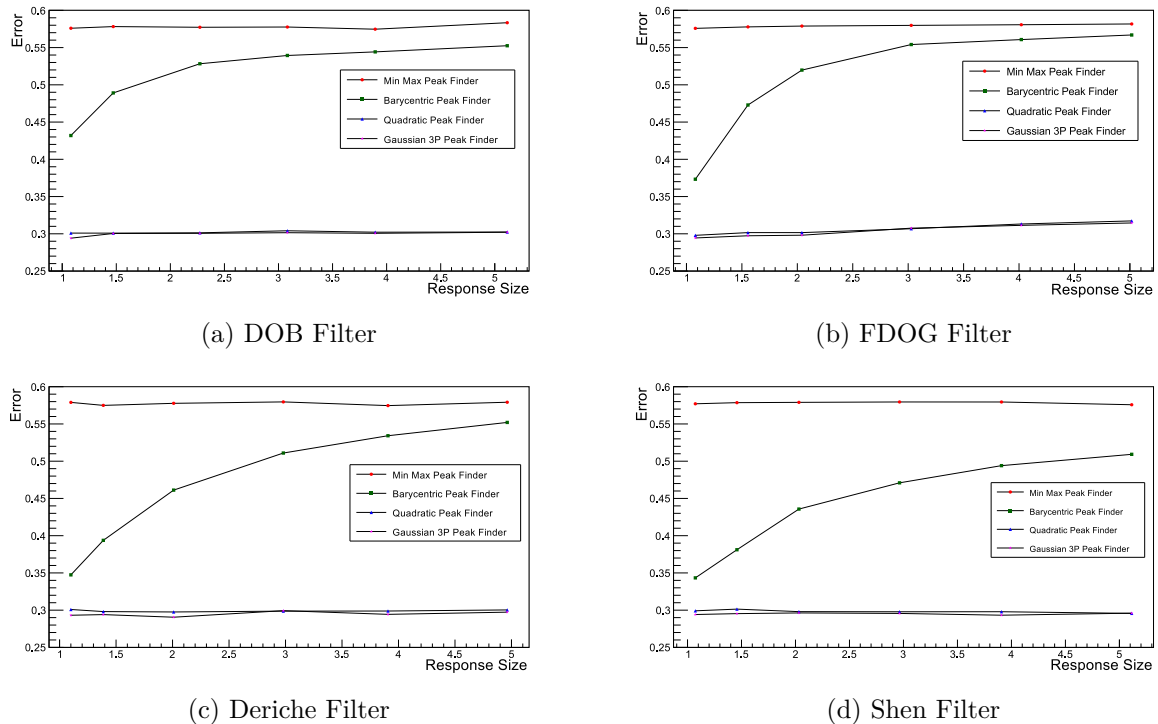 Error
0.6
0.55
0.5
0.45
0.4
0.35
0.3
0.25
Min Max Peak Finder
Barycentric Peak Finder
Quadratic Peak Finder
Gaussian 3P Peak Finder
1 1.5 2 2.5 3 3.5 4 4.5 5
Response Size
(a) DOB Filter
Error
0.6
0.55
0.5
0.45
0.4
0.35
0.3
0.25
Min Max Peak Finder
Barycentric Peak Finder
Quadratic Peak Finder
Gaussian 3P Peak Finder
1 1.5 2 2.5 3 3.5 4 4.5 5
Response Size
(b) FDOG Filter
Error
0.6
0.55
0.5
0.45
0.4
0.35
0.3
0.25
Min Max Peak Finder
Barycentric Peak Finder
Quadratic Peak Finder
Gaussian 3P Peak Finder
1 1.5 2 2.5 3 3.5 4 4.5 5
Response Size
(c) Deriche Filter
Error
0.6
0.55
0.5
0.45
0.4
0.35
0.3
0.25
Min Max Peak Finder
Barycentric Peak Finder
Quadratic Peak Finder
Gaussian 3P Peak Finder
1 1.5 2 2.5 3 3.5 4 4.5 5
Response Size
(d) Shen Filter